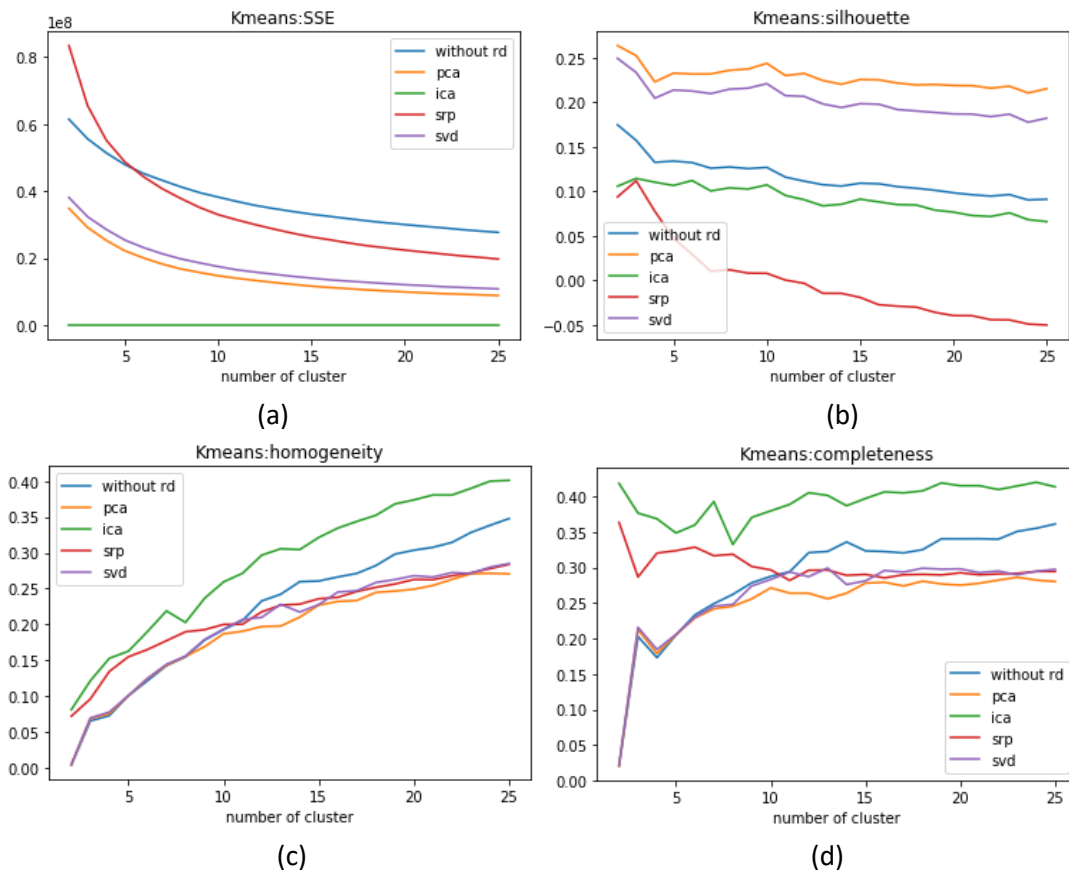 Kmeans:SSE
1e8
0.8
0.6
0.4
0.2
0.0
5
10
15
20
25
number of cluster
without rd
pca
ica
srp
svd
(a)
Kmeans:silhouette
0.25
0.20
0.15
0.10
0.05
0.00
−0.05
5
10
15
20
25
number of cluster
without rd
pca
ica
srp
svd
(b)
Kmeans:homogeneity
0.40
0.35
0.30
0.25
0.20
0.15
0.10
0.05
0.00
5
10
15
20
25
number of cluster
without rd
pca
ica
srp
svd
(c)
Kmeans:completeness
0.40
0.35
0.30
0.25
0.20
0.15
0.10
0.05
0.00
5
10
15
20
25
number of cluster
without rd
pca
ica
srp
svd
(d)